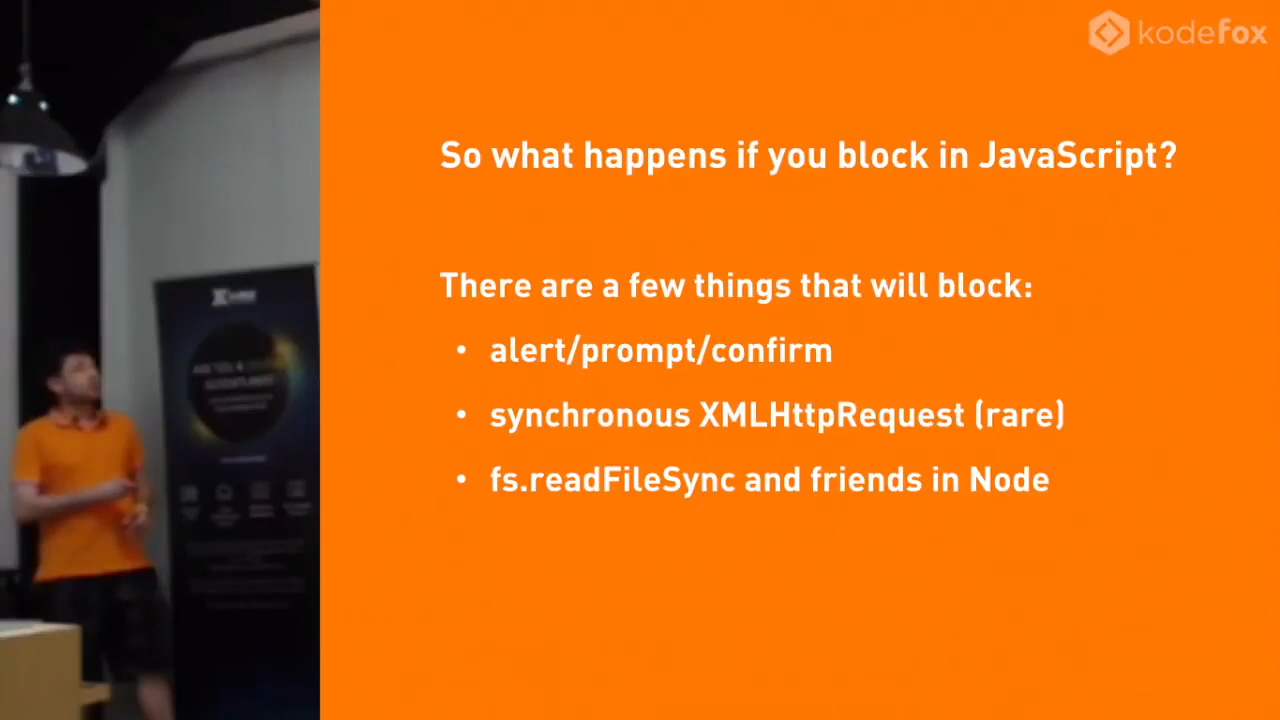 kodefox
So what happens if you block in JavaScript?
There are a few things that will block:
• alert/prompt/confirm
• synchronous XMLHttpRequest (rare)
• fs.readFileSync and friends in Node